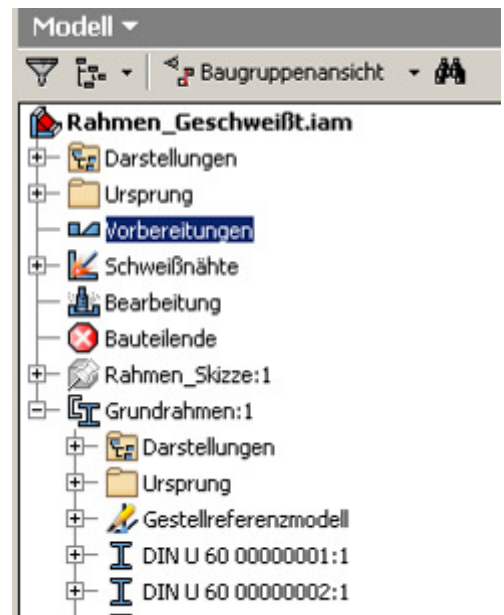 Modell
Baugruppenansicht
Rahmen_Geschweißt.iam
Darstellungen
Ursprung
Vorbereitungen
Schweißnähte
Bearbeitung
Bauteilende
Rahmen_Skizze:1
Grundrahmen:1
Darstellungen
Ursprung
Gestellreferenzmodell
DIN U 60 00000001:1
DIN U 60 00000002:1